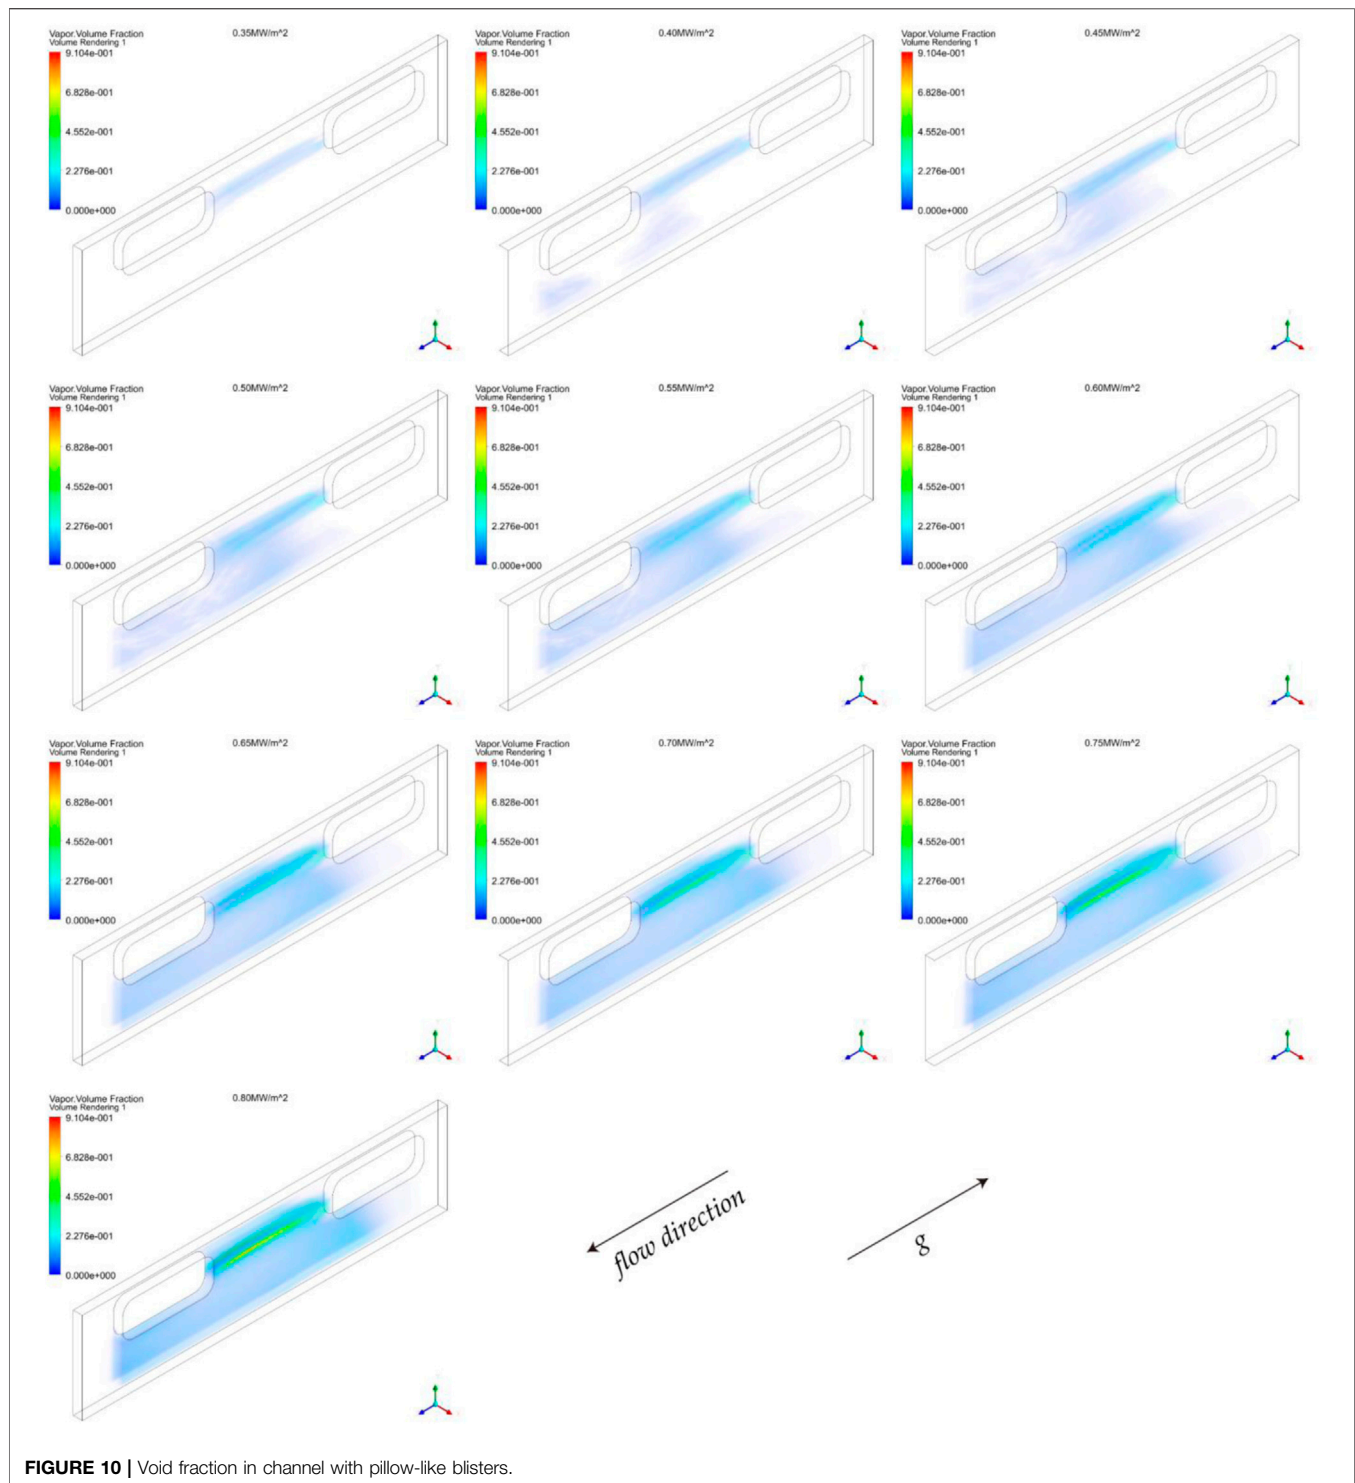 Vapor.Volume Fraction
Volume Rendering 1
0.35MW/m^2
9.104e-001
6.828e-001
4.552e-001
2.276e-001
0.000e+000
Vapor.Volume Fraction
Volume Rendering 1
0.40MW/m^2
9.104e-001
6.828e-001
4.552e-001
2.276e-001
0.000e+000
Vapor.Volume Fraction
Volume Rendering 1
0.45MW/m^2
9.104e-001
6.828e-001
4.552e-001
2.276e-001
0.000e+000
Vapor.Volume Fraction
Volume Rendering 1
0.50MW/m^2
9.104e-001
6.828e-001
4.552e-001
2.276e-001
0.000e+000
Vapor.Volume Fraction
Volume Rendering 1
0.55MW/m^2
9.104e-001
6.828e-001
4.552e-001
2.276e-001
0.000e+000
Vapor.Volume Fraction
Volume Rendering 1
0.60MW/m^2
9.104e-001
6.828e-001
4.552e-001
2.276e-001
0.000e+000
Vapor.Volume Fraction
Volume Rendering 1
0.65MW/m^2
9.104e-001
6.828e-001
4.552e-001
2.276e-001
0.000e+000
Vapor.Volume Fraction
Volume Rendering 1
0.70MW/m^2
9.104e-001
6.828e-001
4.552e-001
2.276e-001
0.000e+000
Vapor.Volume Fraction
Volume Rendering 1
0.75MW/m^2
9.104e-001
6.828e-001
4.552e-001
2.276e-001
0.000e+000
Vapor.Volume Fraction
Volume Rendering 1
0.80MW/m^2
9.104e-001
6.828e-001
4.552e-001
2.276e-001
0.000e+000
flow direction
g
FIGURE 10 | Void fraction in channel with pillow-like blisters.